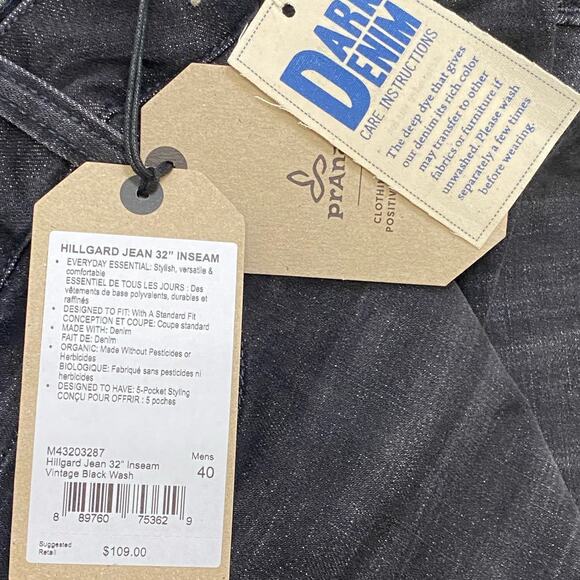 DARK
DENIM
CARE INSTRUCTIONS
The deep dye that gives
our denim its rich color
may transfer to other
fabrics or furniture if
unwashed. Please wash
separately a few times
before wearing.
CLOTHI
POSITIV
HILLGARD JEAN 32" INSEAM
• EVERYDAY ESSENTIAL: Stylish, versatile &
comfortable
ESSENTIEL DE TOUS LES JOURS : Des
vêtements de base polyvalents, durables et
raffinés
• DESIGNED TO FIT: With A Standard Fit
CONCEPTION ET COUPE: Coupe standard
• MADE WITH: Denim
FAIT DE: Denim
• ORGANIC: Made Without Pesticides or
Herbicides
BIOLOGIQUE: Fabriqué sans pesticides ni
herbicides
• DESIGNED TO HAVE: 5-Pocket Styling
CONÇU POUR OFFRIR : 5 poches
M43203287
Hillgard Jean 32" Inseam
Vintage Black Wash
Mens
40
8 89760 75362 9
Suggested
Retail
$109.00